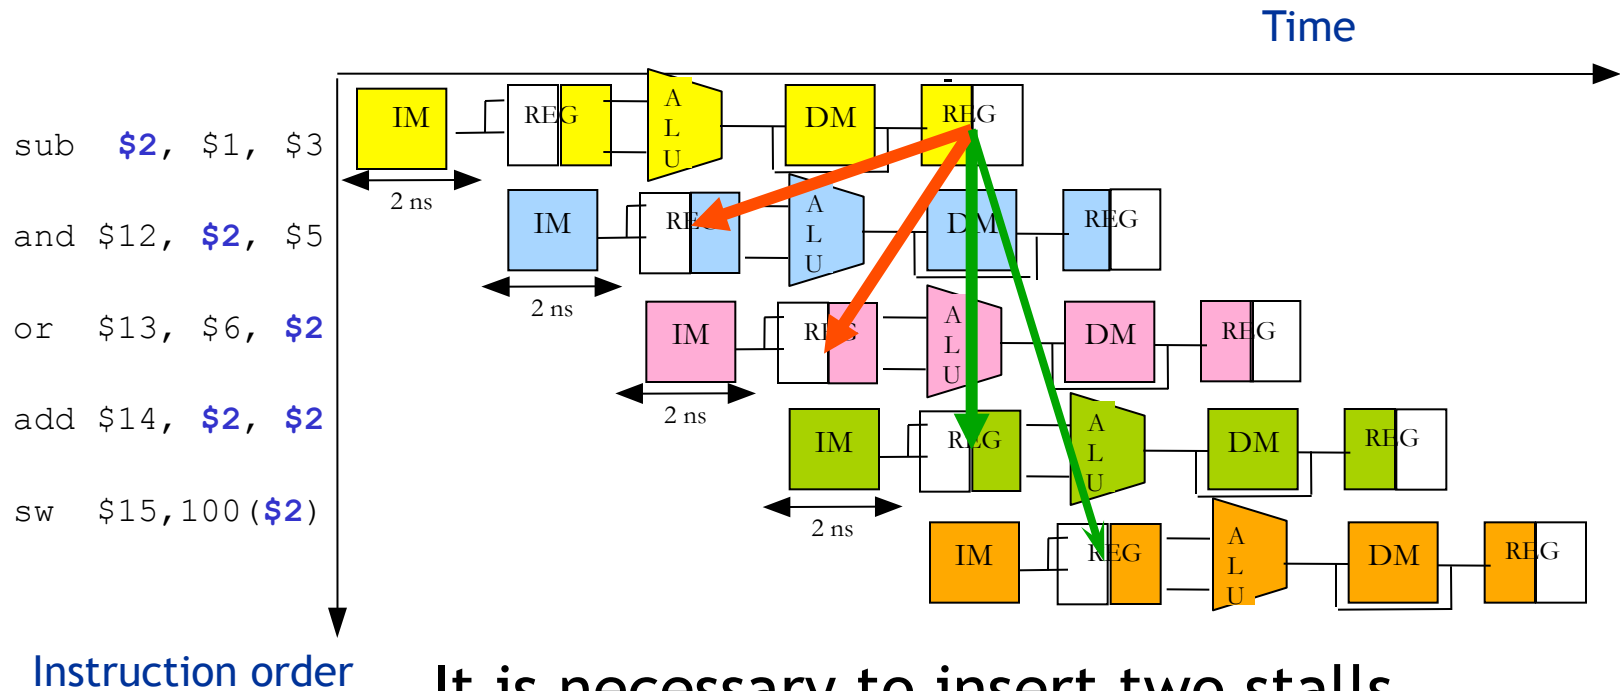 Time
sub $2, $1, $3
IM REG ALU DM REG
2 ns
and $12, $2, $5
IM REG ALU DM REG
2 ns
or $13, $6, $2
IM REG ALU DM REG
2 ns
add $14, $2, $2
IM REG ALU DM REG
2 ns
sw $15,100($2)
IM REG ALU DM REG
Instruction order
It is necessary to insert two stalls